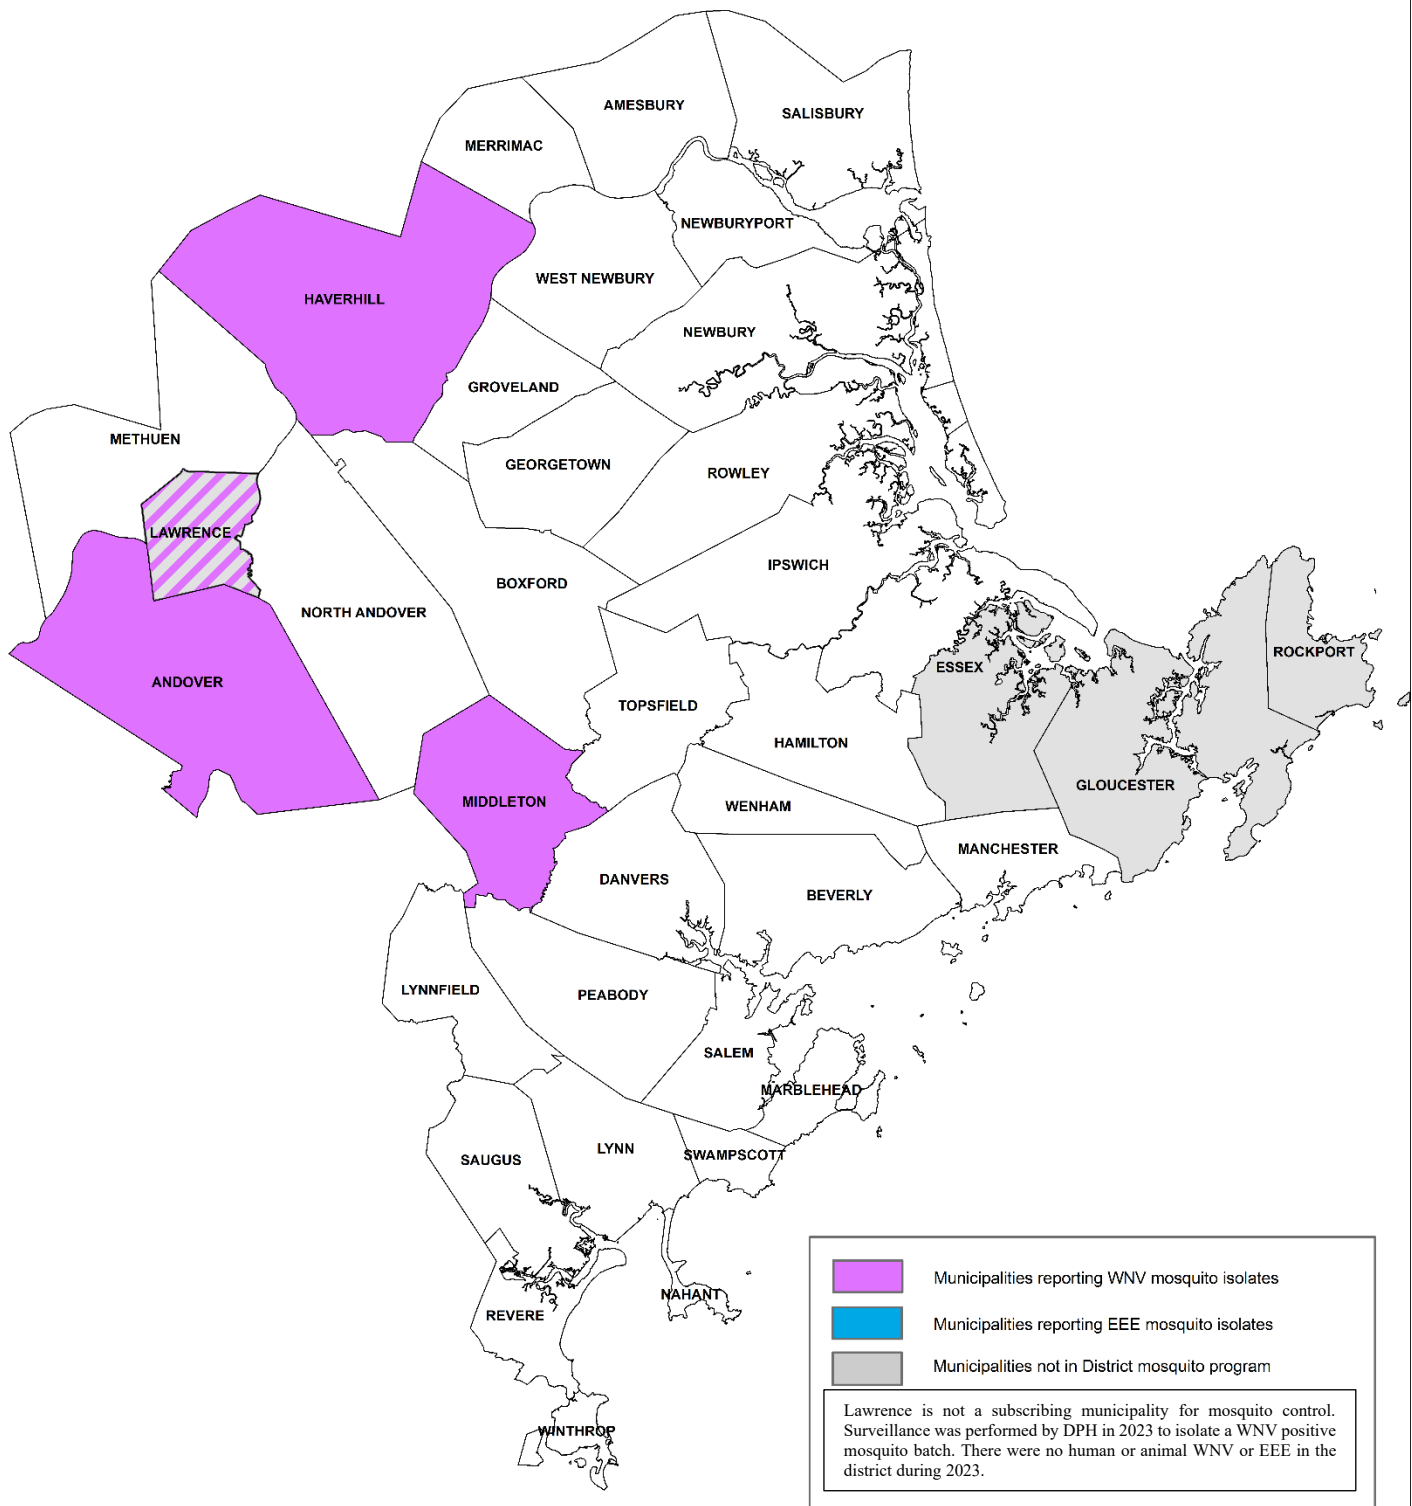 AMESBURY
SALISBURY
MERRIMAC
NEWBURYPORT
WEST NEWBURY
HAVERHILL
NEWBURY
GROVELAND
METHUEN
GEORGETOWN
ROWLEY
LAWRENCE
IPSWICH
BOXFORD
NORTH ANDOVER
ROCKPORT
ESSEX
ANDOVER
TOPSFIELD
HAMILTON
GLOUCESTER
MIDDLETON
WENHAM
MANCHESTER
DANVERS
BEVERLY
LYNNFIELD
PEABODY
SALEM
MARBLEHEAD
LYNN
SWAMPSCOTT
SAUGUS
NAHANT
REVERE
WINTHROP
Municipalities reporting WNV mosquito isolates
Municipalities reporting EEE mosquito isolates
Municipalities not in District mosquito program
Lawrence is not a subscribing municipality for mosquito control.
Surveillance was performed by DPH in 2023 to isolate a WNV positive
mosquito batch. There were no human or animal WNV or EEE in the
district during 2023.